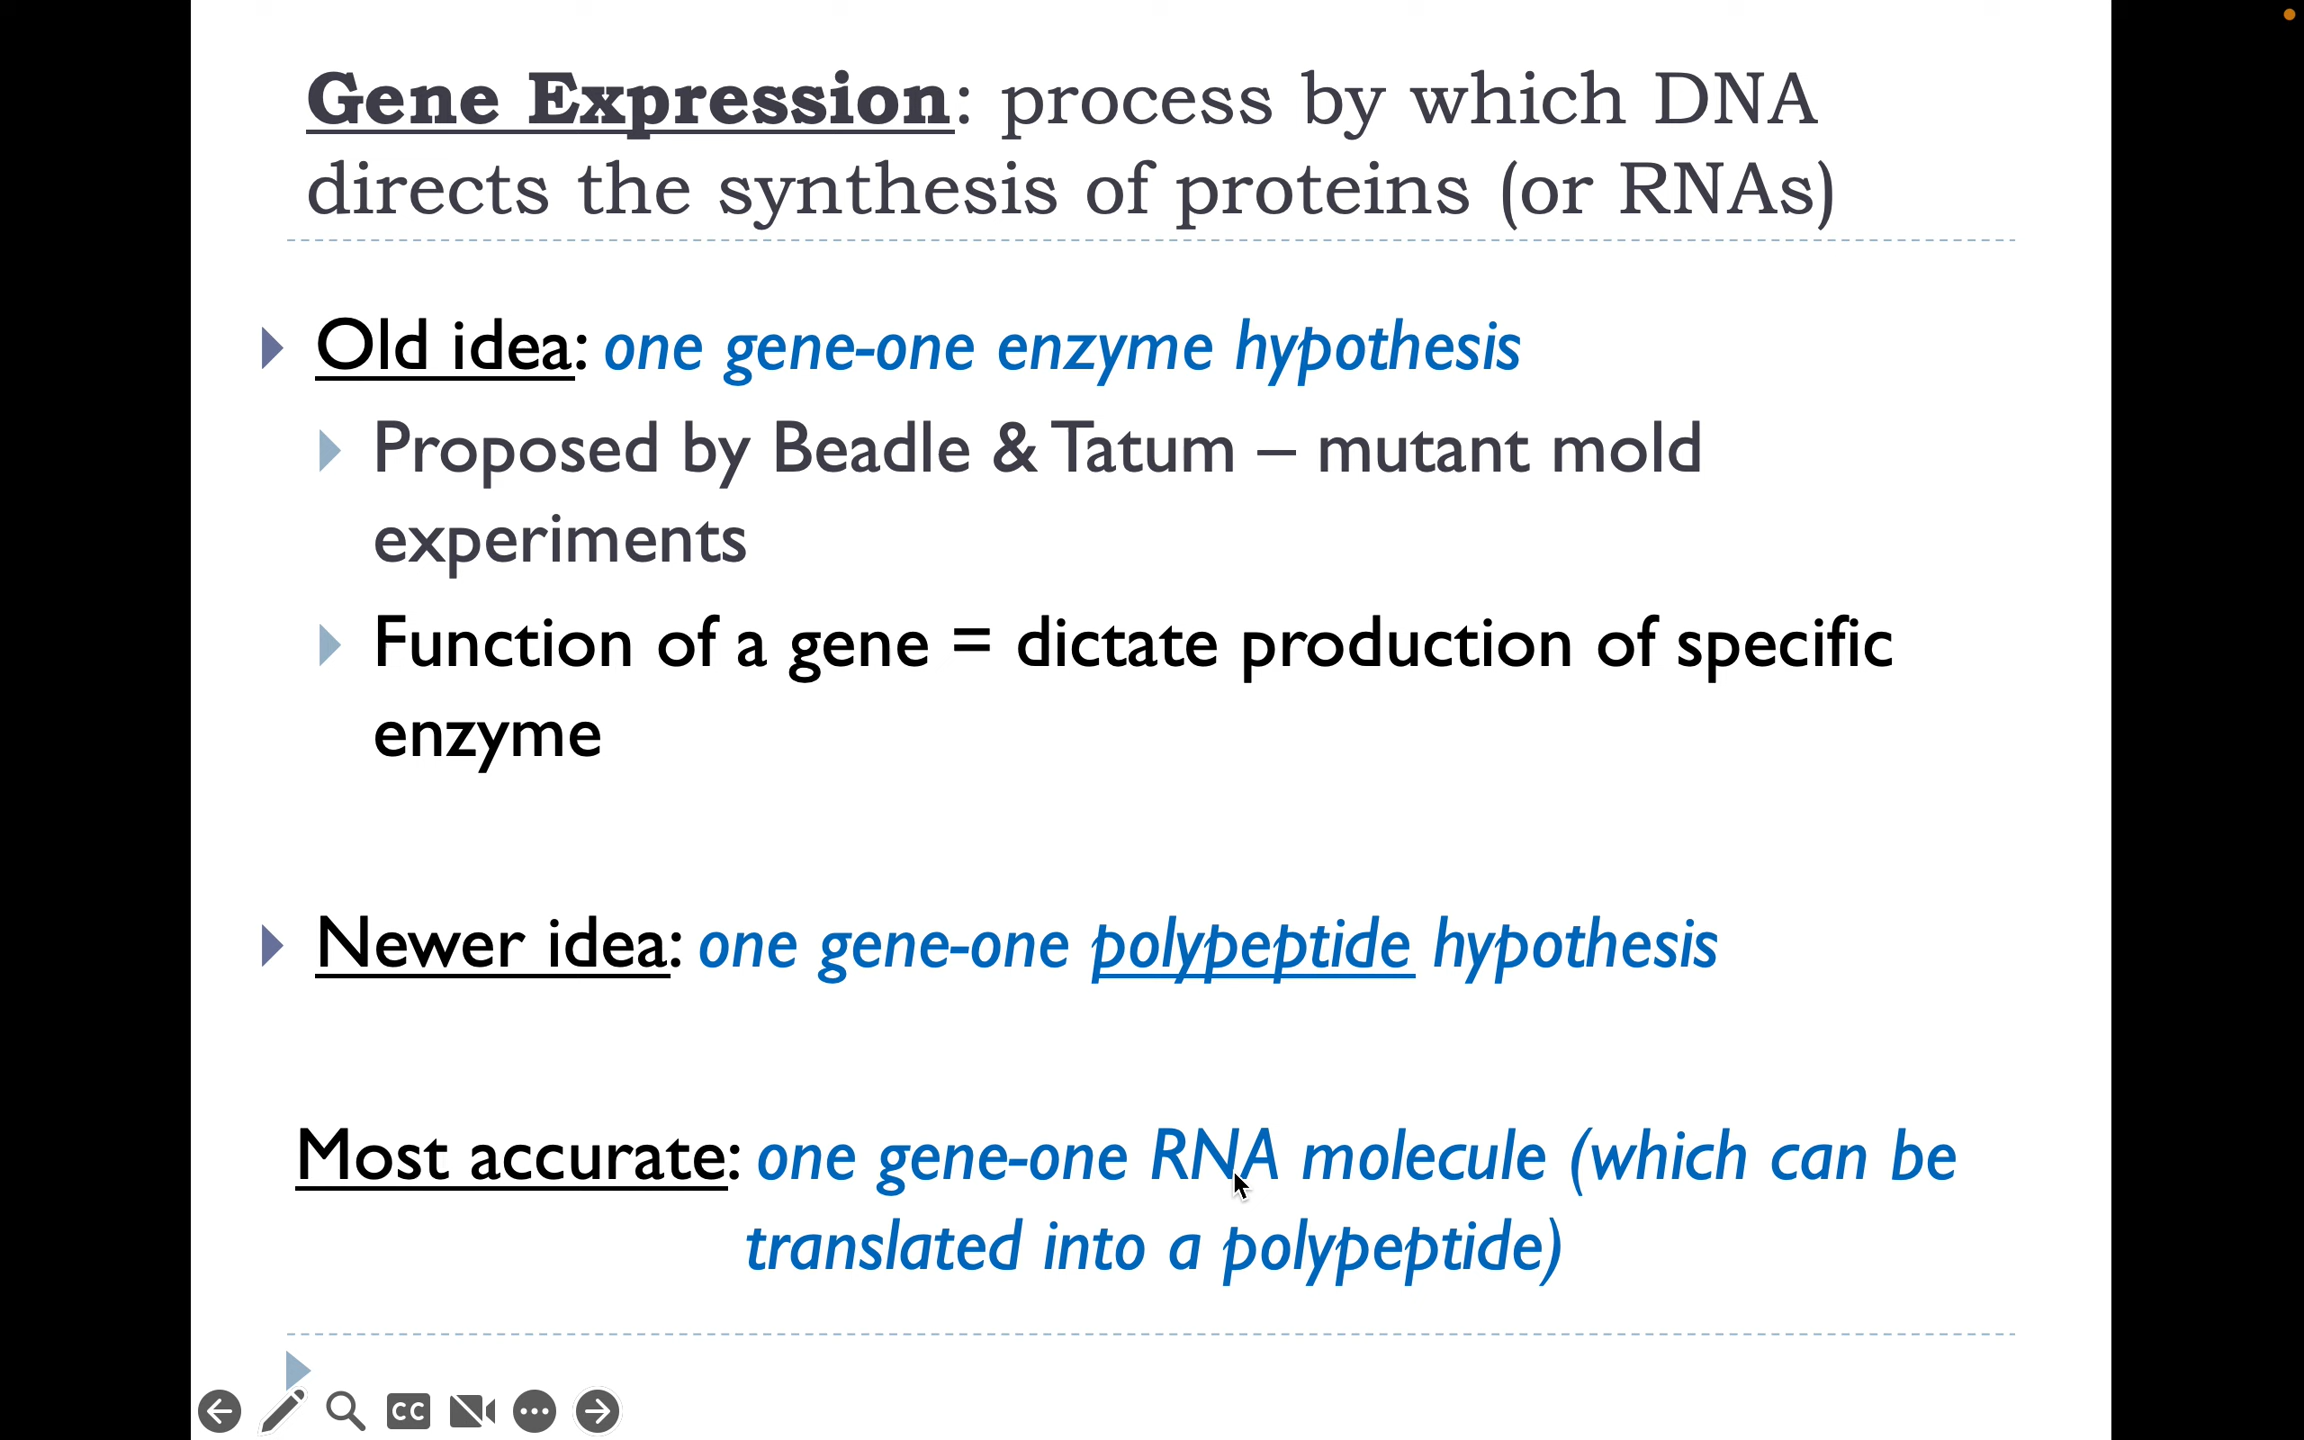 Gene Expression: process by which DNA
directs the synthesis of proteins (or RNAs)
Old idea: one gene-one enzyme hypothesis
Proposed by Beadle & Tatum – mutant mold
experiments
Function of a gene = dictate production of specific
enzyme
Newer idea: one gene-one polypeptide hypothesis
Most accurate: one gene-one RNA molecule (which can be
translated into a polypeptide)
CC